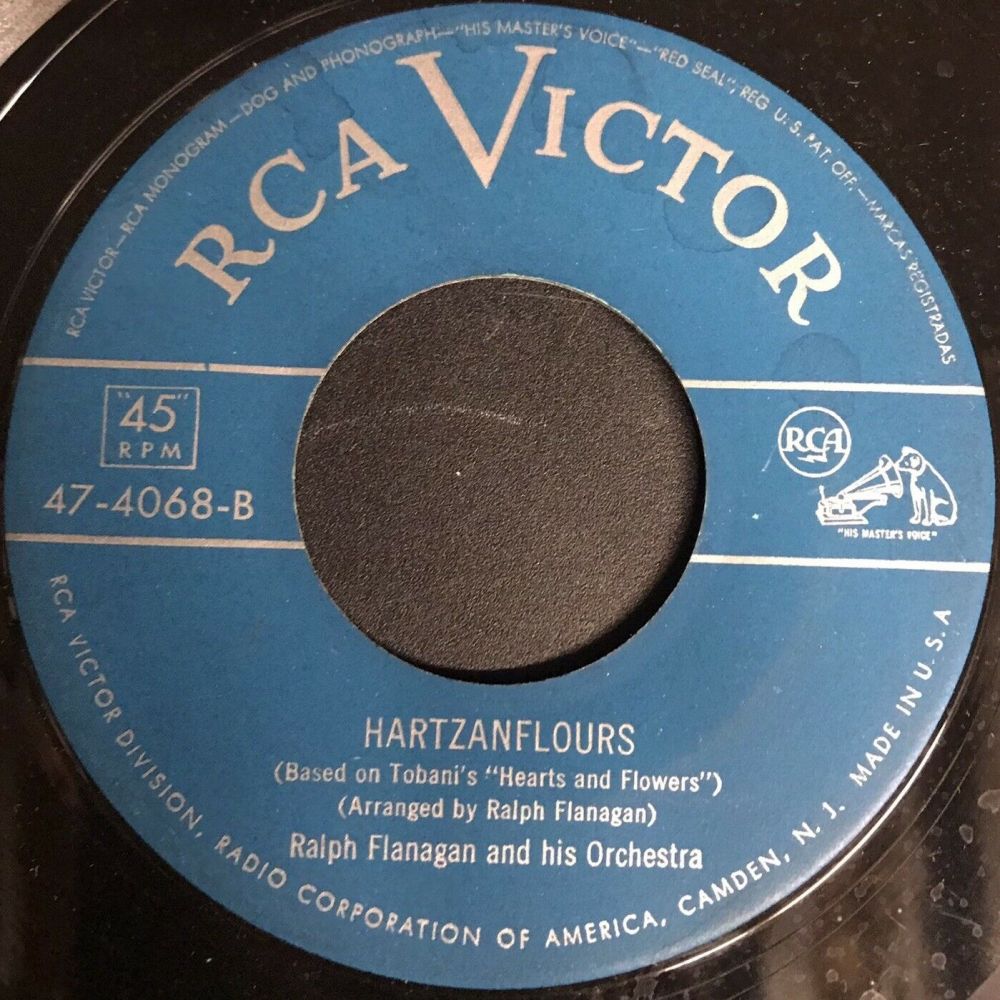 RCA VICTOR—RCA MONOGRAM—DOG AND PHONOGRAPH—"HIS MASTER'S VOICE"—"RED SEAL", REG. U. S. PAT. OFF.—MARCAS REGISTRADAS
RCA VICTOR
"45"
RPM
47-4068-B
RCA
"HIS MASTER'S VOICE"
HARTZANFLOURS
(Based on Tobani's "Hearts and Flowers")
(Arranged by Ralph Flanagan)
Ralph Flanagan and his Orchestra
RCA VICTOR DIVISION, RADIO CORPORATION OF AMERICA, CAMDEN, N. J. MADE IN U. S. A